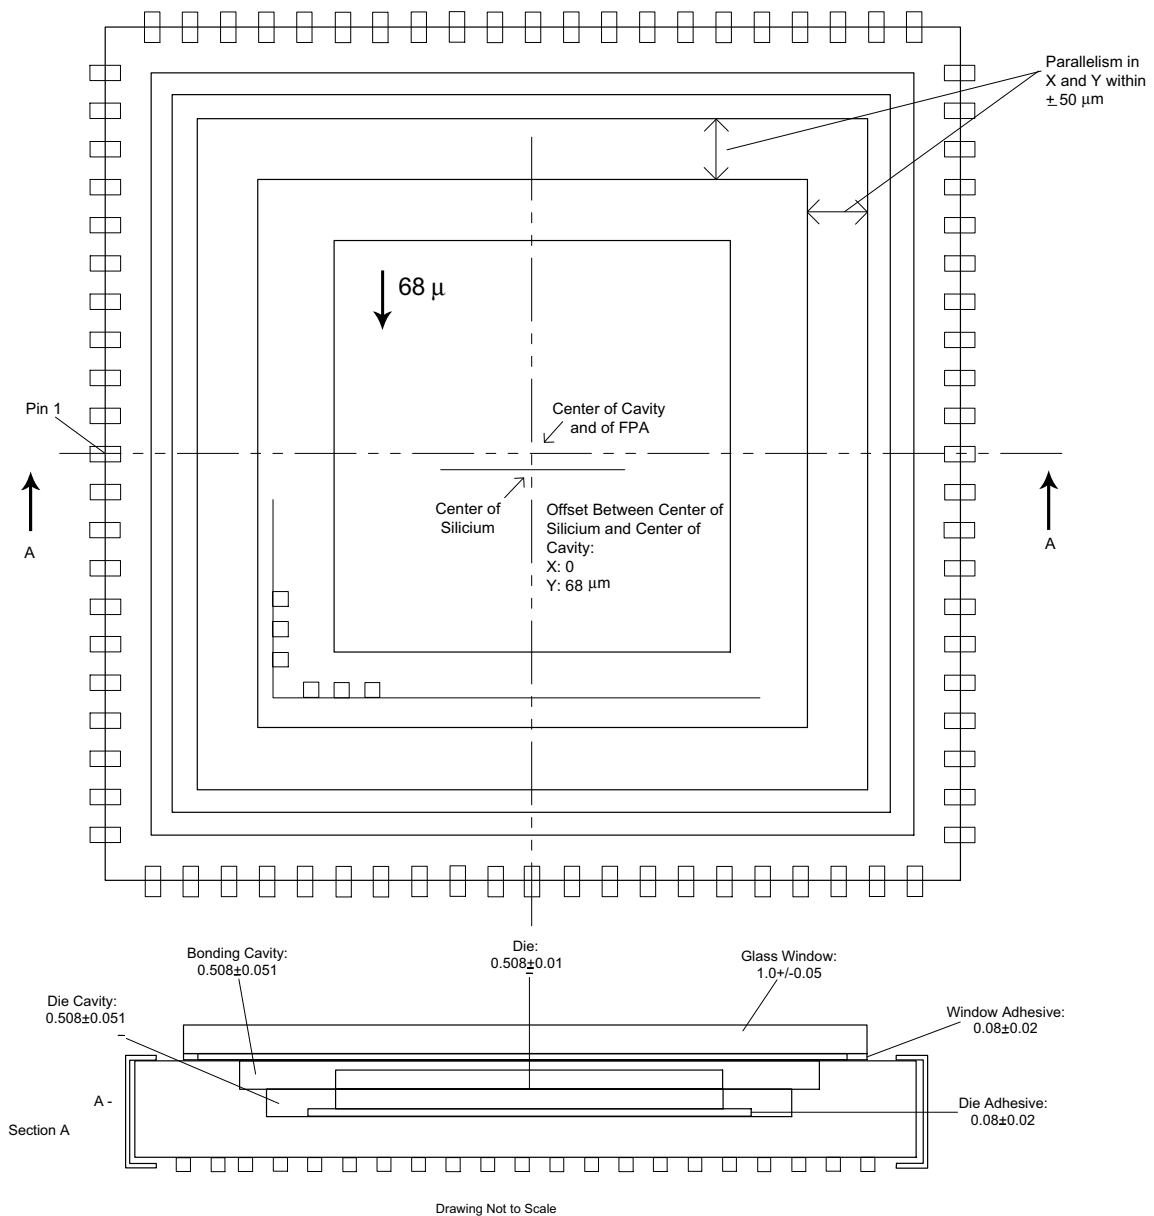 Parallelism in
X and Y within
± 50 µm
68 µ
Pin 1
Center of Cavity
and of FPA
Center of
Silicium
Offset Between Center of
Silicium and Center of
Cavity:
X: 0
Y: 68 µm
A
A
Bonding Cavity:
0.508±0.051
Die:
0.508±0.01
Glass Window:
1.0+/-0.05
Die Cavity:
0.508±0.051
Window Adhesive:
0.08±0.02
A -
Die Adhesive:
0.08±0.02
Section A
Drawing Not to Scale